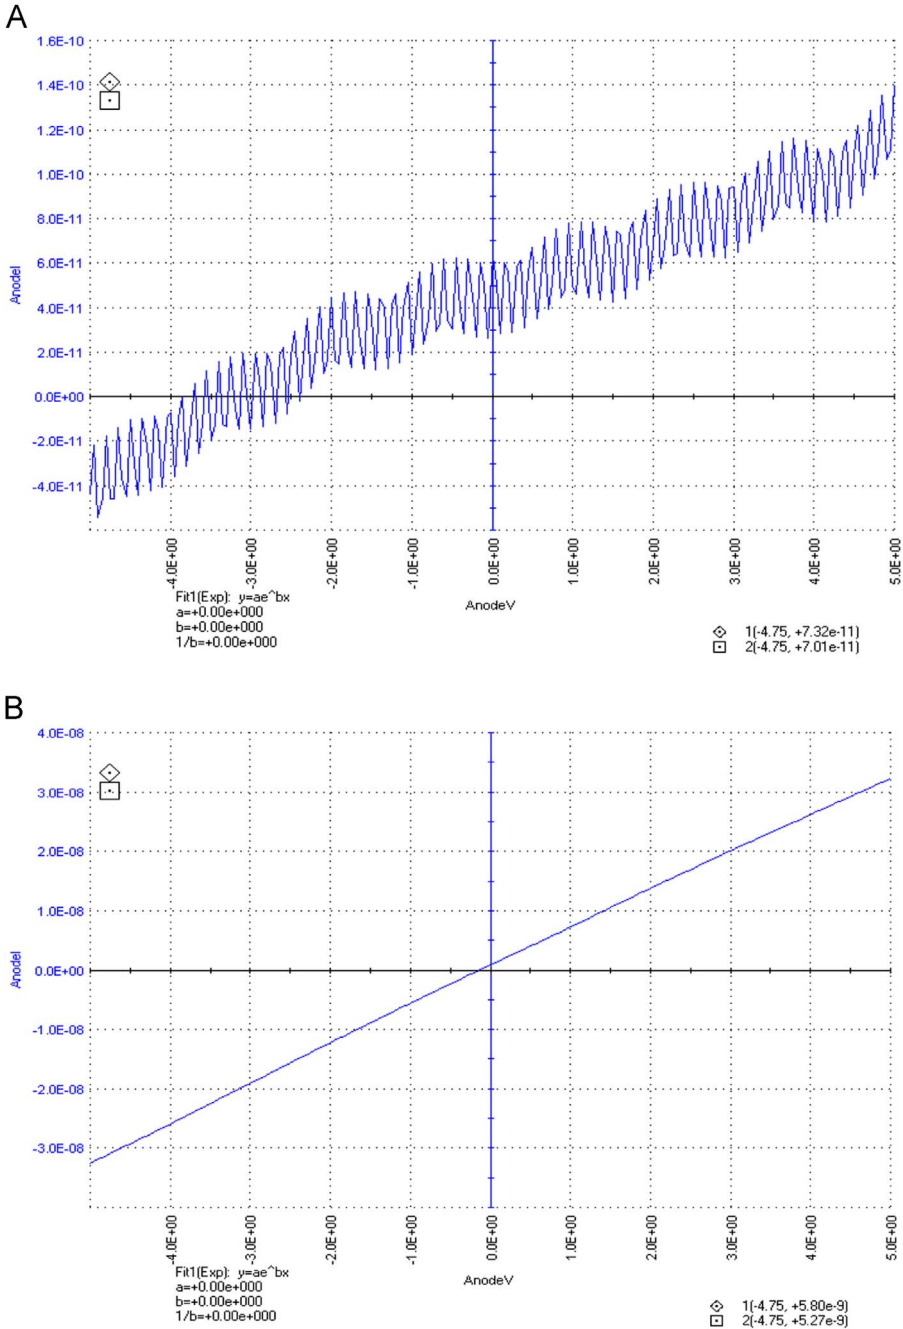 A
1.6E-10
1.4E-10
1.2E-10
1.0E-10
8.0E-11
6.0E-11
4.0E-11
2.0E-11
0.0E+00
-2.0E-11
-4.0E-11
AnodeI
-4.0E+00
-3.0E+00
-2.0E+00
-1.0E+00
0.0E+00
1.0E+00
2.0E+00
3.0E+00
4.0E+00
5.0E+00
AnodeV
Fit1(Exp): y=ae^bx
a=+0.00e+000
b=+0.00e+000
1/b=+0.00e+000
1(-4.75, +7.32e-11)
2(-4.75, +7.01e-11)
B
4.0E-08
3.0E-08
2.0E-08
1.0E-08
0.0E+00
-1.0E-08
-2.0E-08
-3.0E-08
AnodeI
-4.0E+00
-3.0E+00
-2.0E+00
-1.0E+00
0.0E+00
1.0E+00
2.0E+00
3.0E+00
4.0E+00
5.0E+00
AnodeV
Fit1(Exp): y=ae^bx
a=+0.00e+000
b=+0.00e+000
1/b=+0.00e+000
1(-4.75, +5.80e-9)
2(-4.75, +5.27e-9)